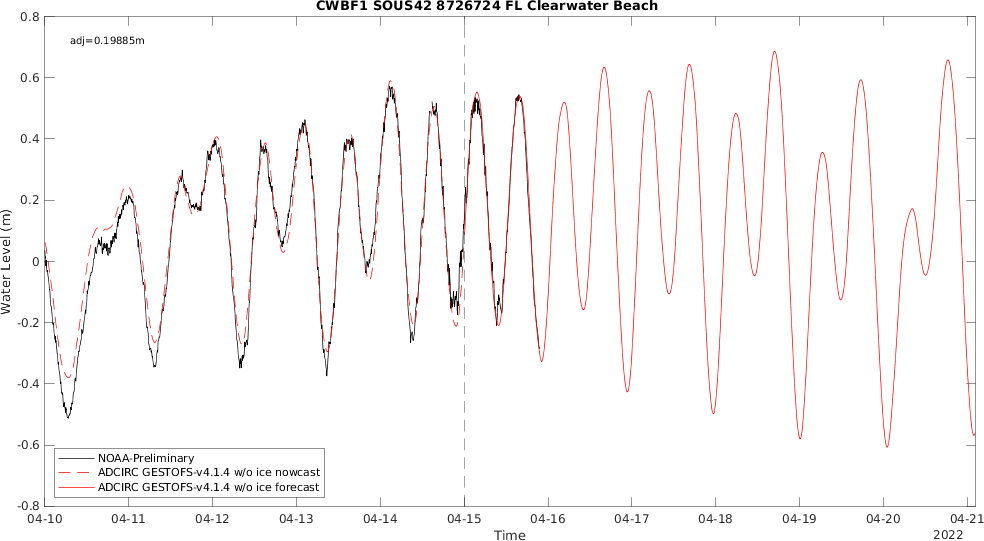 CWBF1 SOUS42 8726724 FL Clearwater Beach
adj=0.19885m
0.8
0.6
0.4
0.2
0
-0.2
-0.4
-0.6
-0.8
Water Level (m)
NOAA-Preliminary
ADCIRC GESTOFS-v4.1.4 w/o ice nowcast
ADCIRC GESTOFS-v4.1.4 w/o ice forecast
04-10 04-11 04-12 04-13 04-14 04-15 04-16 04-17 04-18 04-19 04-20 04-21
Time
2022